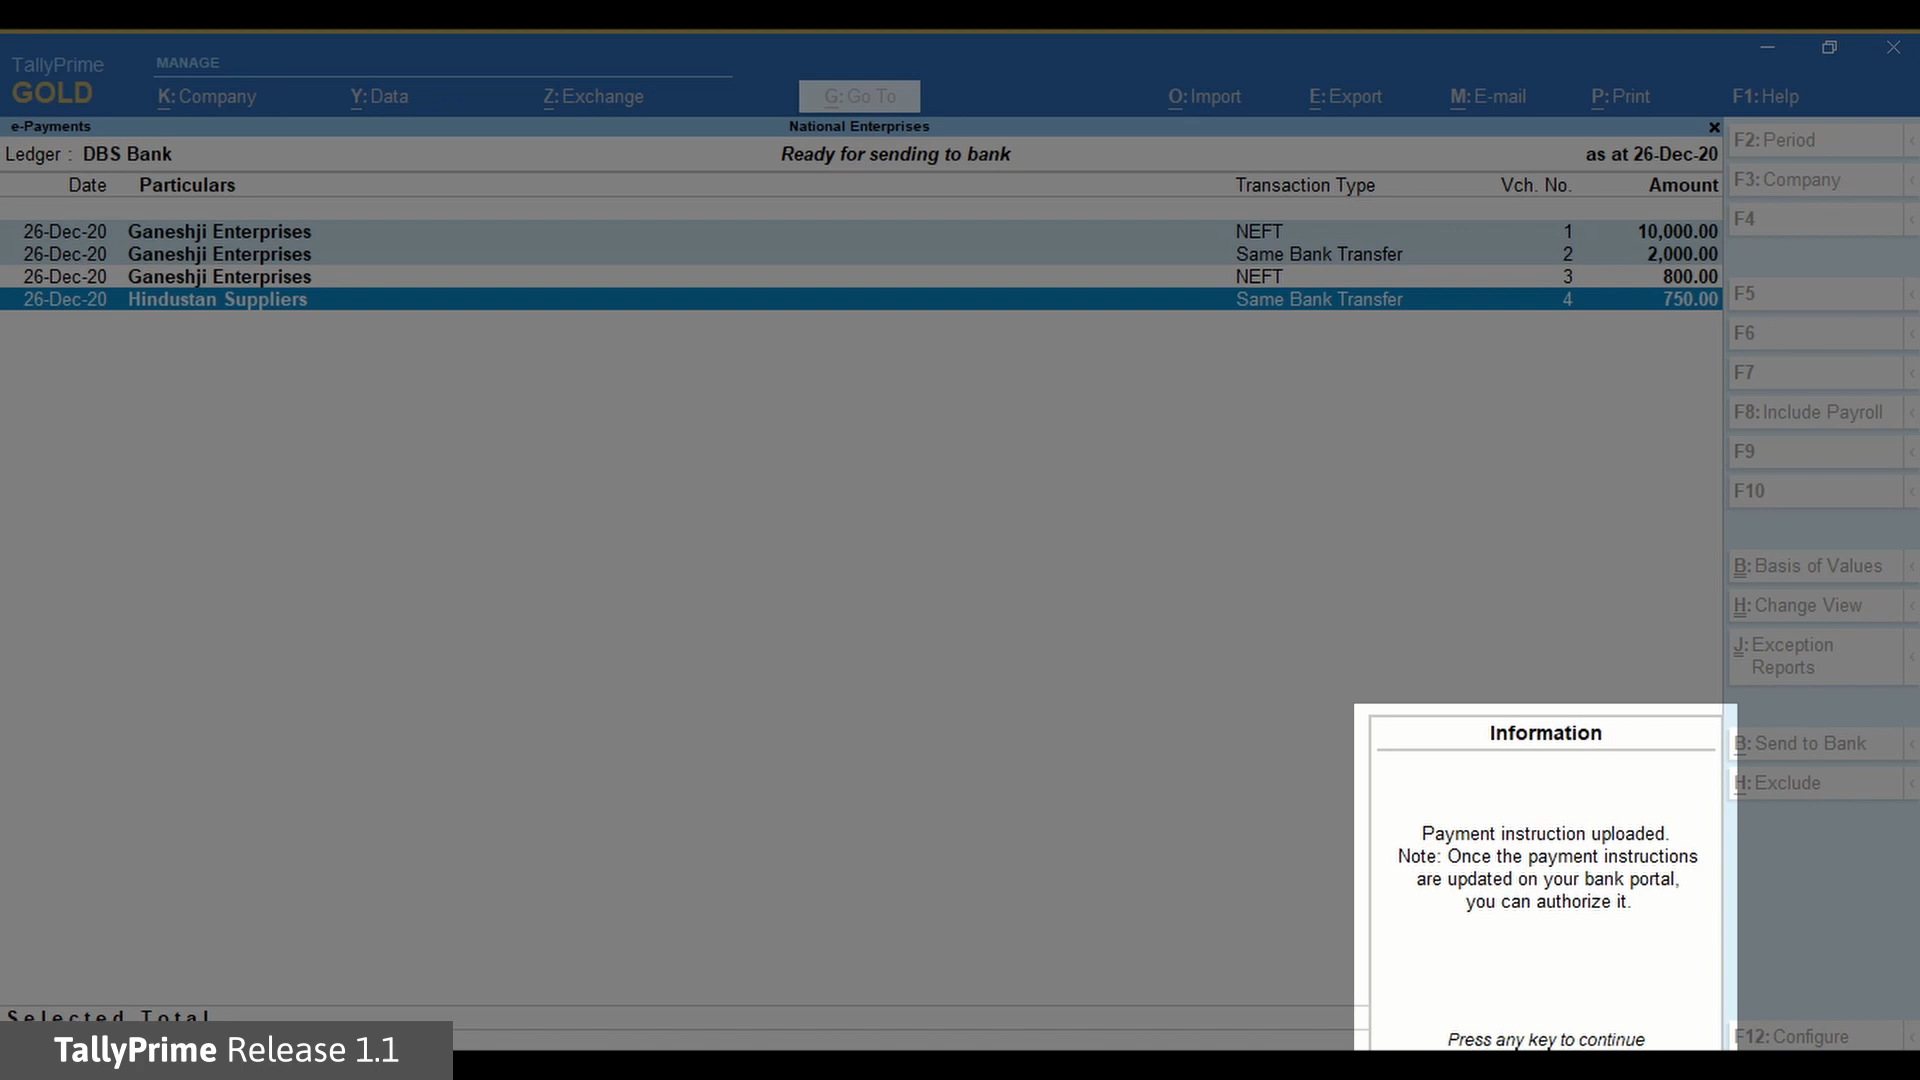 TallyPrime
GOLD
MANAGE
K: Company
Y: Data
Z: Exchange
G: Go To
O: Import
E: Export
M: E-mail
P: Print
F1: Help
e-Payments
National Enterprises
Ledger : DBS Bank
Ready for sending to bank
as at 26-Dec-20
Date Particulars Transaction Type Vch. No. Amount
26-Dec-20 Ganeshji Enterprises NEFT 1 10,000.00
26-Dec-20 Ganeshji Enterprises Same Bank Transfer 2 2,000.00
26-Dec-20 Ganeshji Enterprises NEFT 3 800.00
26-Dec-20 Hindustan Suppliers Same Bank Transfer 4 750.00
F2: Period
F3: Company
F4
F5
F6
F7
F8: Include Payroll
F9
F10
B: Basis of Values
H: Change View
J: Exception
Reports
B: Send to Bank
H: Exclude
F12: Configure
Information
Payment instruction uploaded.
Note: Once the payment instructions
are updated on your bank portal,
you can authorize it.
Press any key to continue
Selected Total
TallyPrime Release 1.1